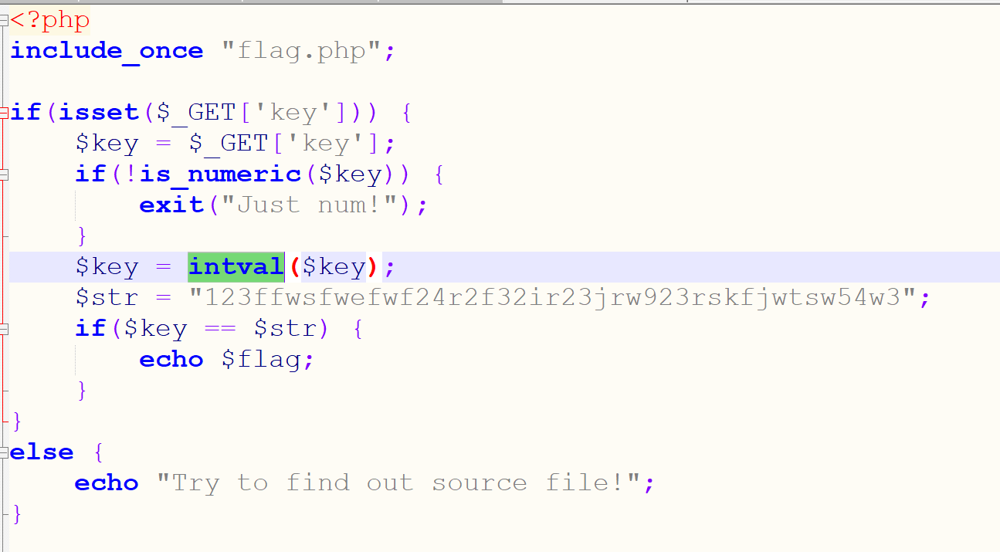 <?php
include_once "flag.php";
if(isset($_GET['key'])) {
$key = $_GET['key'];
if(!is_numeric($key)) {
exit("Just num!");
}
$key = intval($key);
$str = "123ffwsfwefwf24r2f32ir23jrw923rskfjwtsw54w3";
if($key == $str) {
echo $flag;
}
}
else {
echo "Try to find out source file!";
}